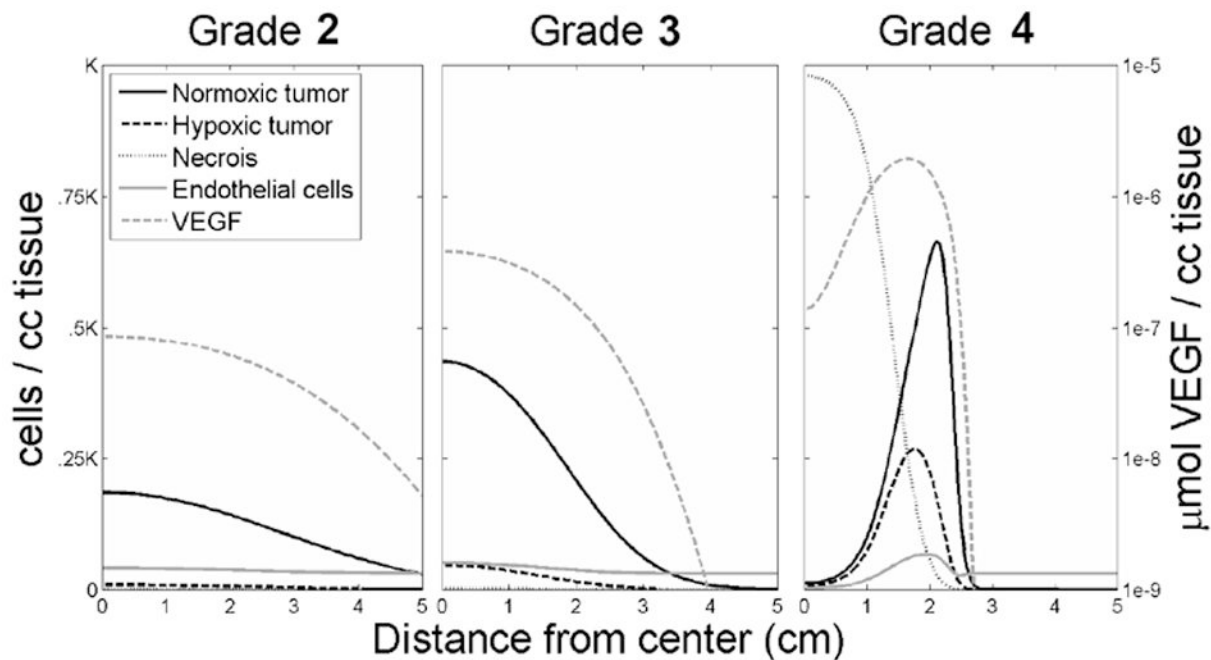 Grade 2
Grade 3
Grade 4
K
.75K
.5K
.25K
0
cells / cc tissue
Normoxic tumor
Hypoxic tumor
Necrois
Endothelial cells
VEGF
1e-5
1e-6
1e-7
1e-8
1e-9
μmol VEGF / cc tissue
0 1 2 3 4 5
0 1 2 3 4 5
0 1 2 3 4 5
Distance from center (cm)